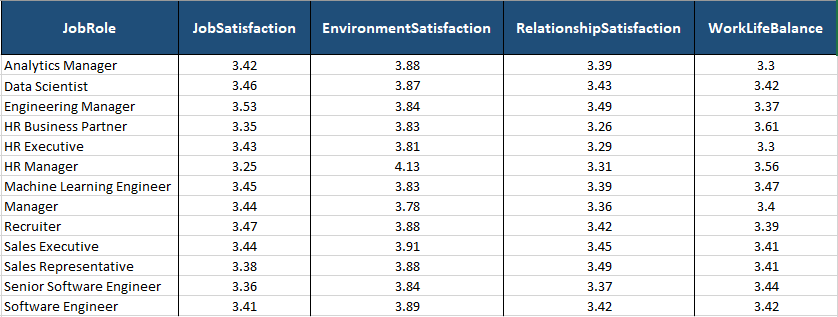 JobRole JobSatisfaction EnvironmentSatisfaction RelationshipSatisfaction WorkLifeBalance
Analytics Manager 3.42 3.88 3.39 3.3
Data Scientist 3.46 3.87 3.43 3.42
Engineering Manager 3.53 3.84 3.49 3.37
HR Business Partner 3.35 3.83 3.26 3.61
HR Executive 3.43 3.81 3.29 3.3
HR Manager 3.25 4.13 3.31 3.56
Machine Learning Engineer 3.45 3.83 3.39 3.47
Manager 3.44 3.78 3.36 3.4
Recruiter 3.47 3.88 3.42 3.39
Sales Executive 3.44 3.91 3.45 3.41
Sales Representative 3.38 3.88 3.49 3.41
Senior Software Engineer 3.36 3.84 3.37 3.44
Software Engineer 3.41 3.89 3.42 3.42